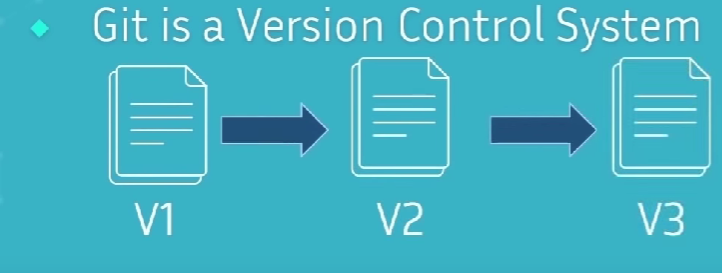 Git is a Version Control System
V1 V2 V3